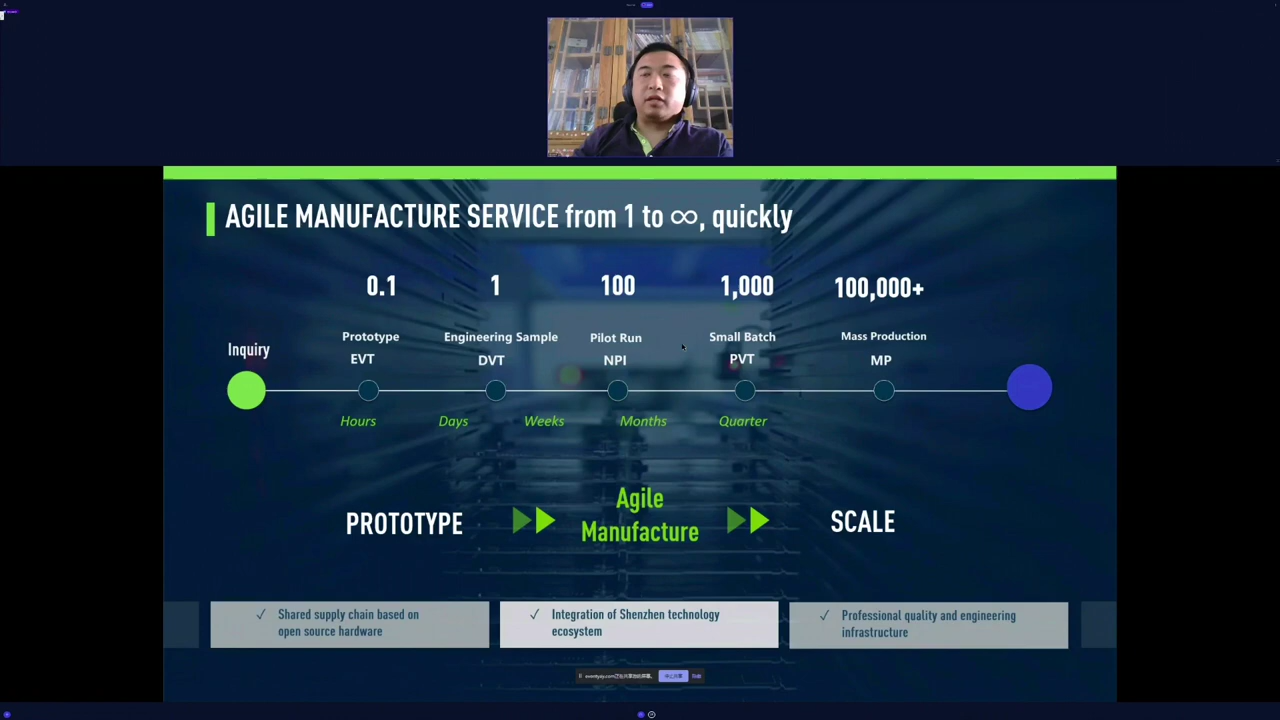 AGILE MANUFACTURE SERVICE from 1 to ∞, quickly
0.1
1
100
1,000
100,000+
Inquiry
Prototype
EVT
Engineering Sample
DVT
Pilot Run
NPI
Small Batch
PVT
Mass Production
MP
Hours
Days
Weeks
Months
Quarter
PROTOTYPE
Agile
Manufacture
SCALE
✓ Shared supply chain based on
open source hardware
✓ Integration of Shenzhen technology
ecosystem
✓ Professional quality and engineering
infrastructure